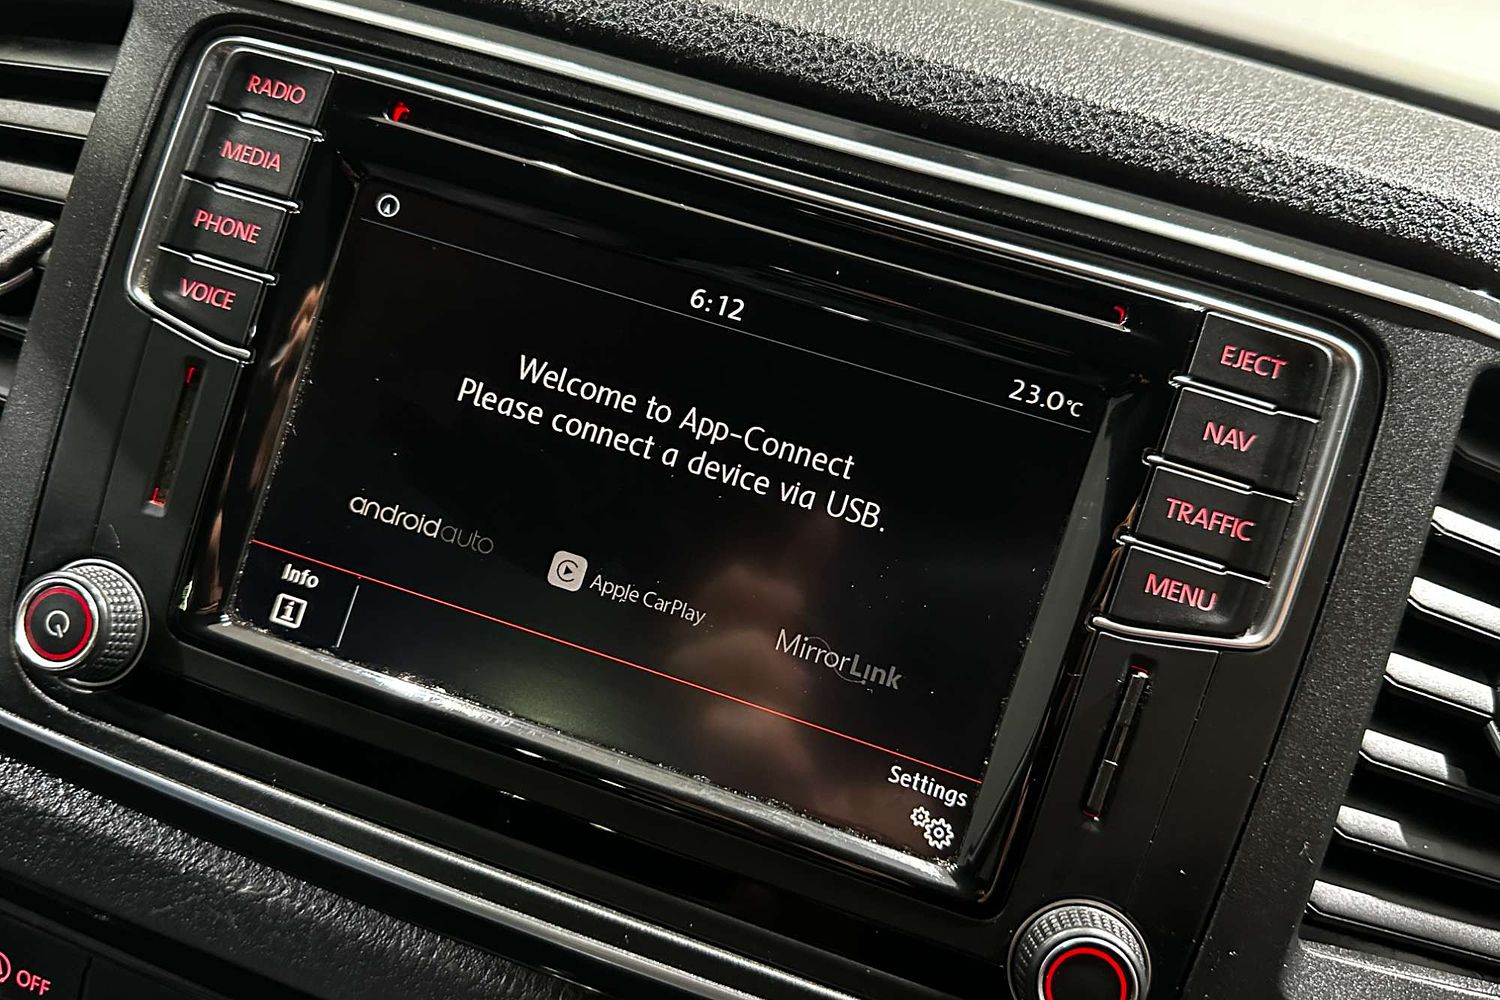 RADIO
MEDIA
PHONE
VOICE
6:12
23.0°C
Welcome to App-Connect
Please connect a device via USB.
androidauto
Apple CarPlay
MirrorLink
Info
i
Settings
EJECT
NAV
TRAFFIC
MENU
OFF